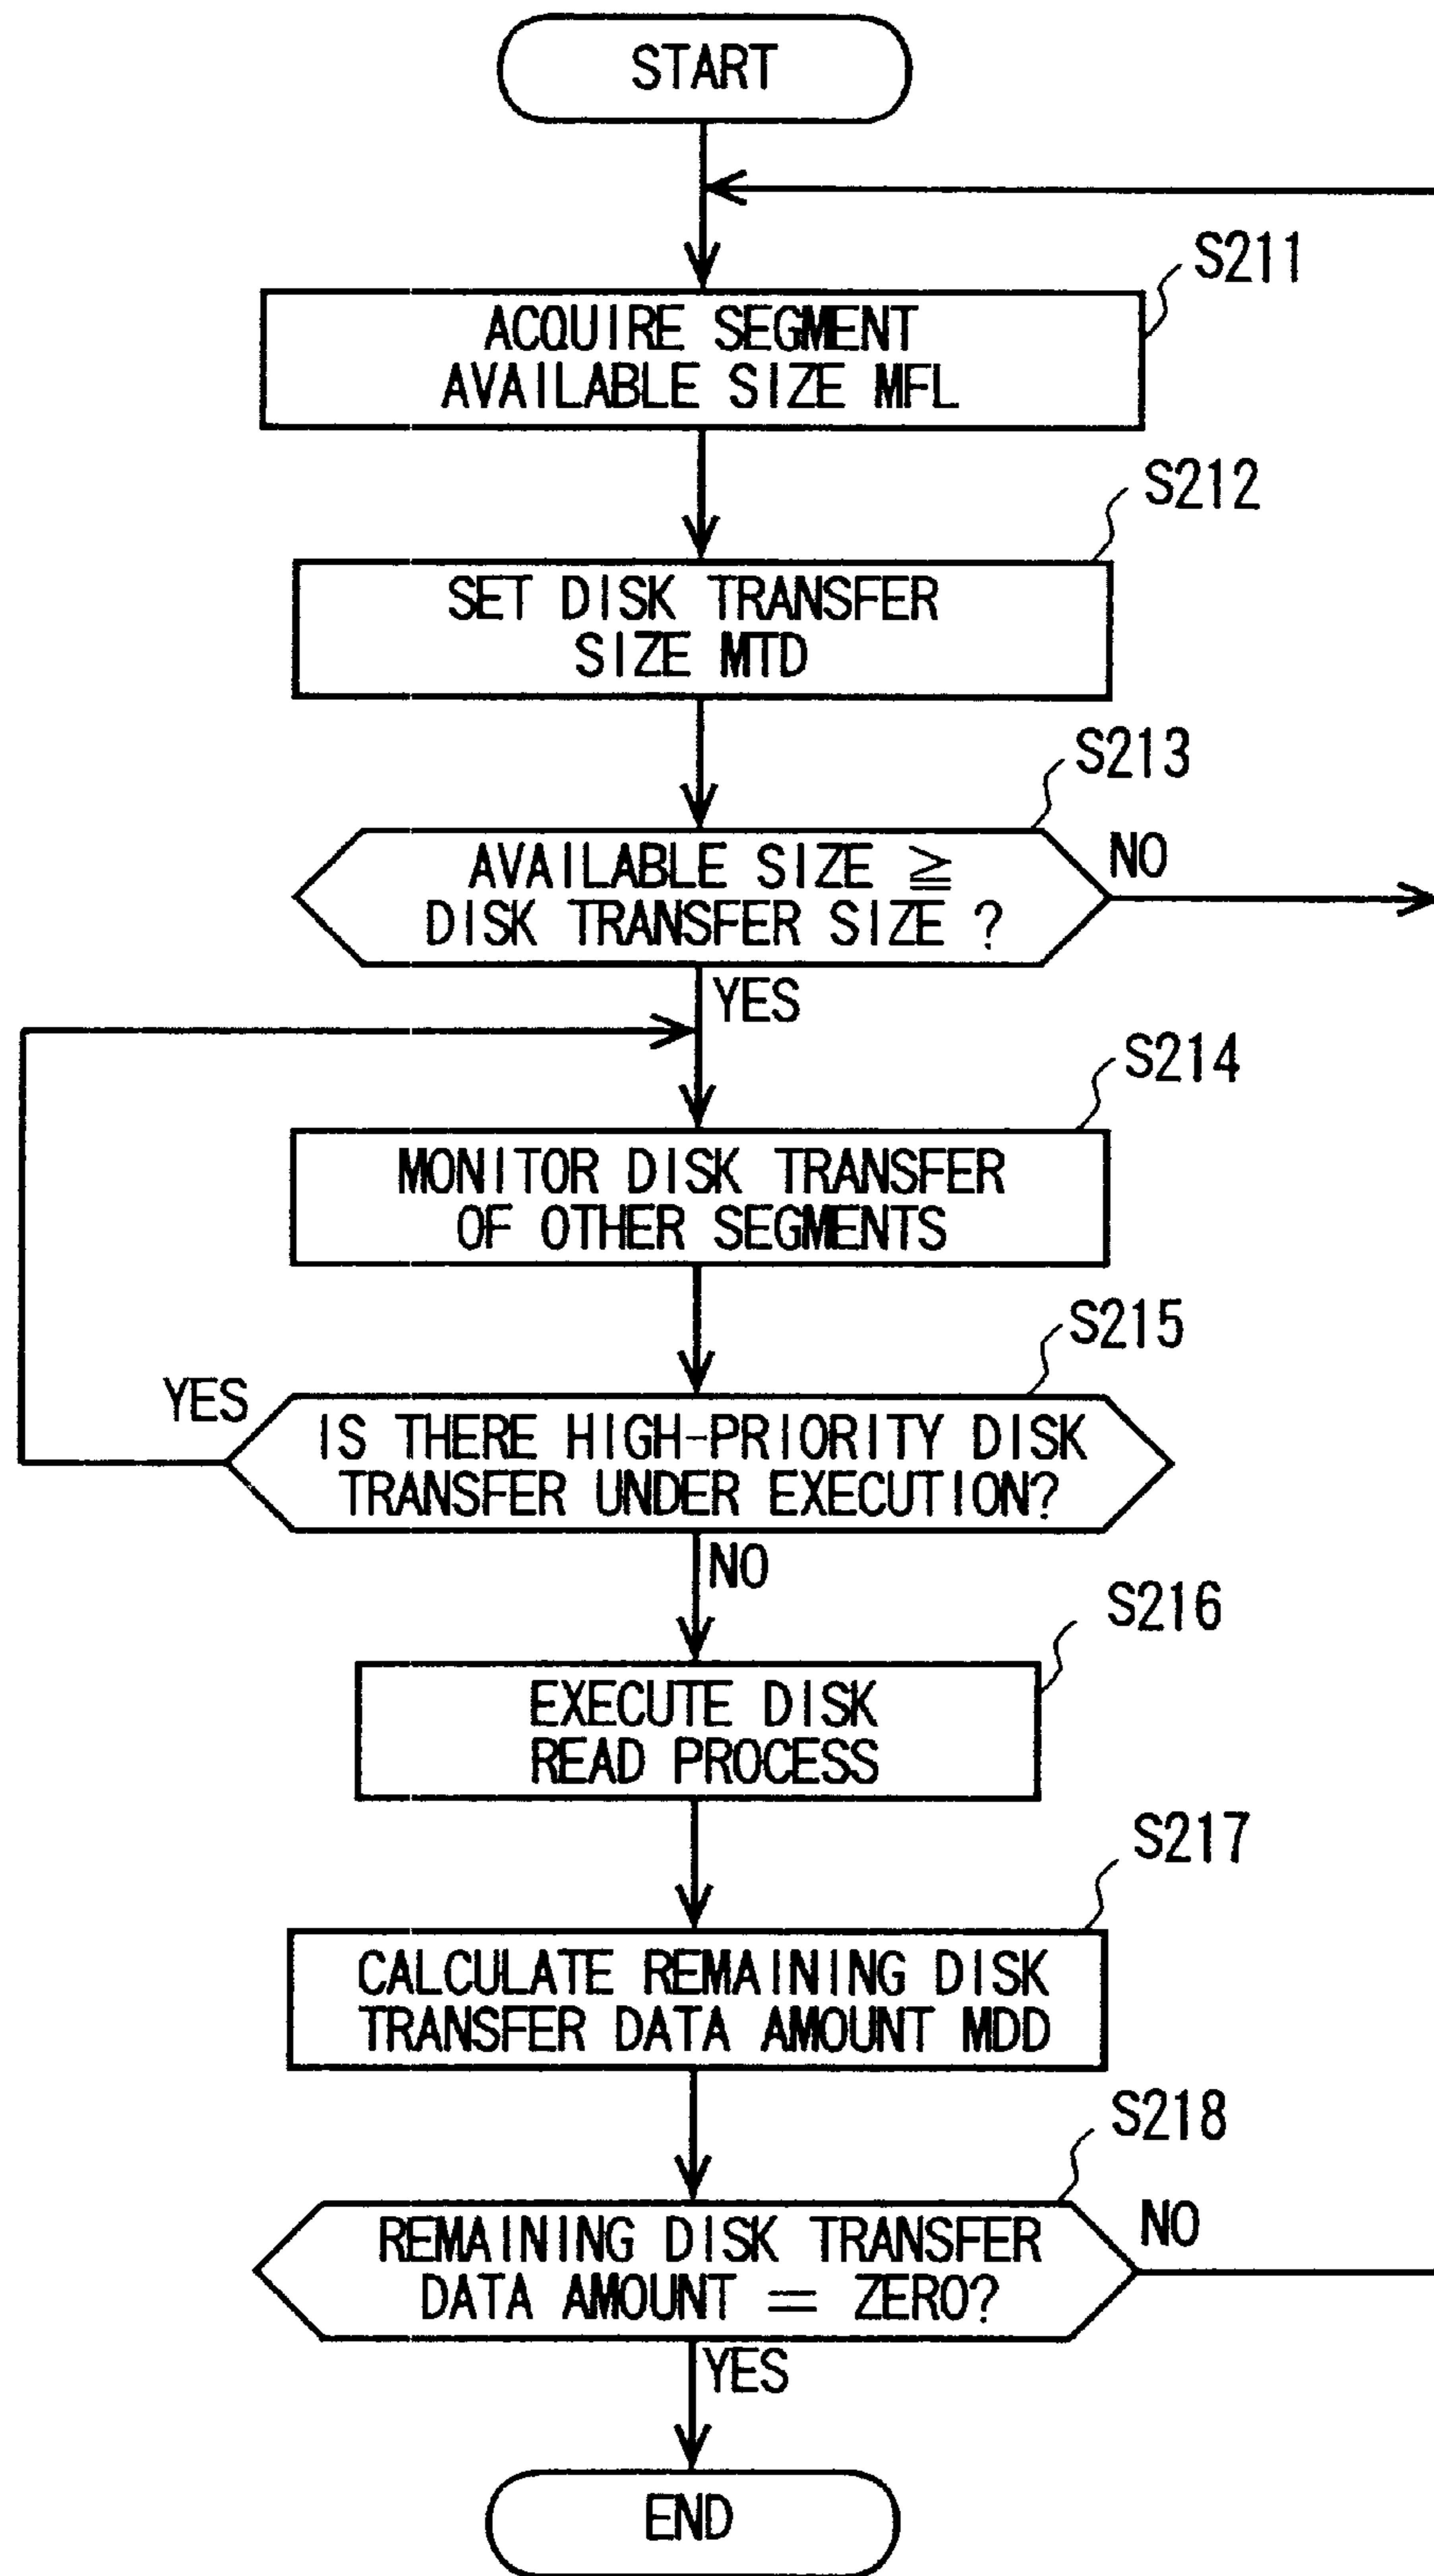 START
S211
ACQUIRE SEGMENT
AVAILABLE SIZE MFL
S212
SET DISK TRANSFER
SIZE MTD
S213
AVAILABLE SIZE ≧
DISK TRANSFER SIZE ?
NO
YES
S214
MONITOR DISK TRANSFER
OF OTHER SEGMENTS
S215
YES
IS THERE HIGH-PRIORITY DISK
TRANSFER UNDER EXECUTION?
NO
S216
EXECUTE DISK
READ PROCESS
S217
CALCULATE REMAINING DISK
TRANSFER DATA AMOUNT MDD
S218
REMAINING DISK TRANSFER
DATA AMOUNT = ZERO?
NO
YES
END